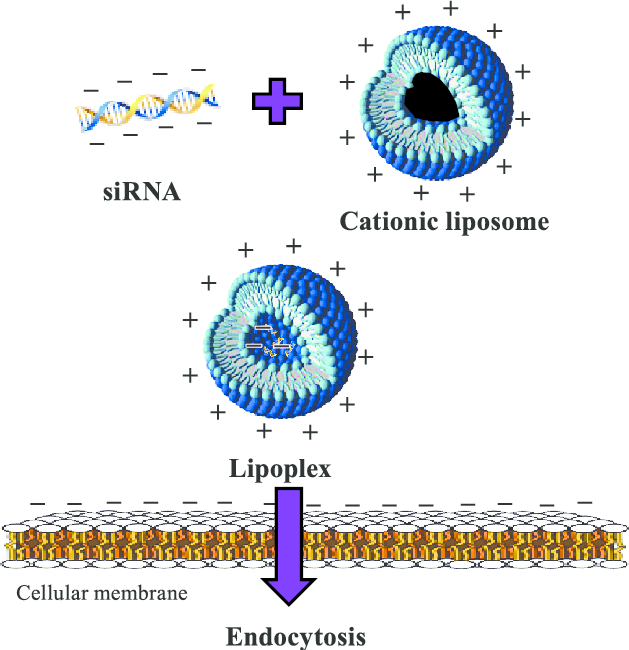 siRNA
Cationic liposome
Lipoplex
Cellular membrane
Endocytosis